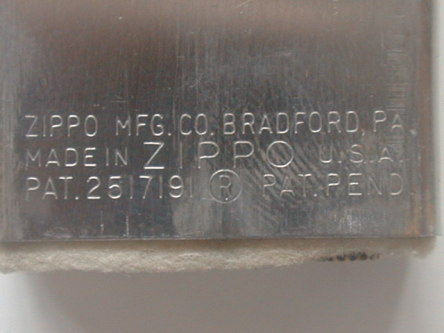 ZIPPO MFG. CO. BRADFORD, PA
MADE IN ZIPPO U.S.A.
PAT. 2517191 ® PAT. PEND